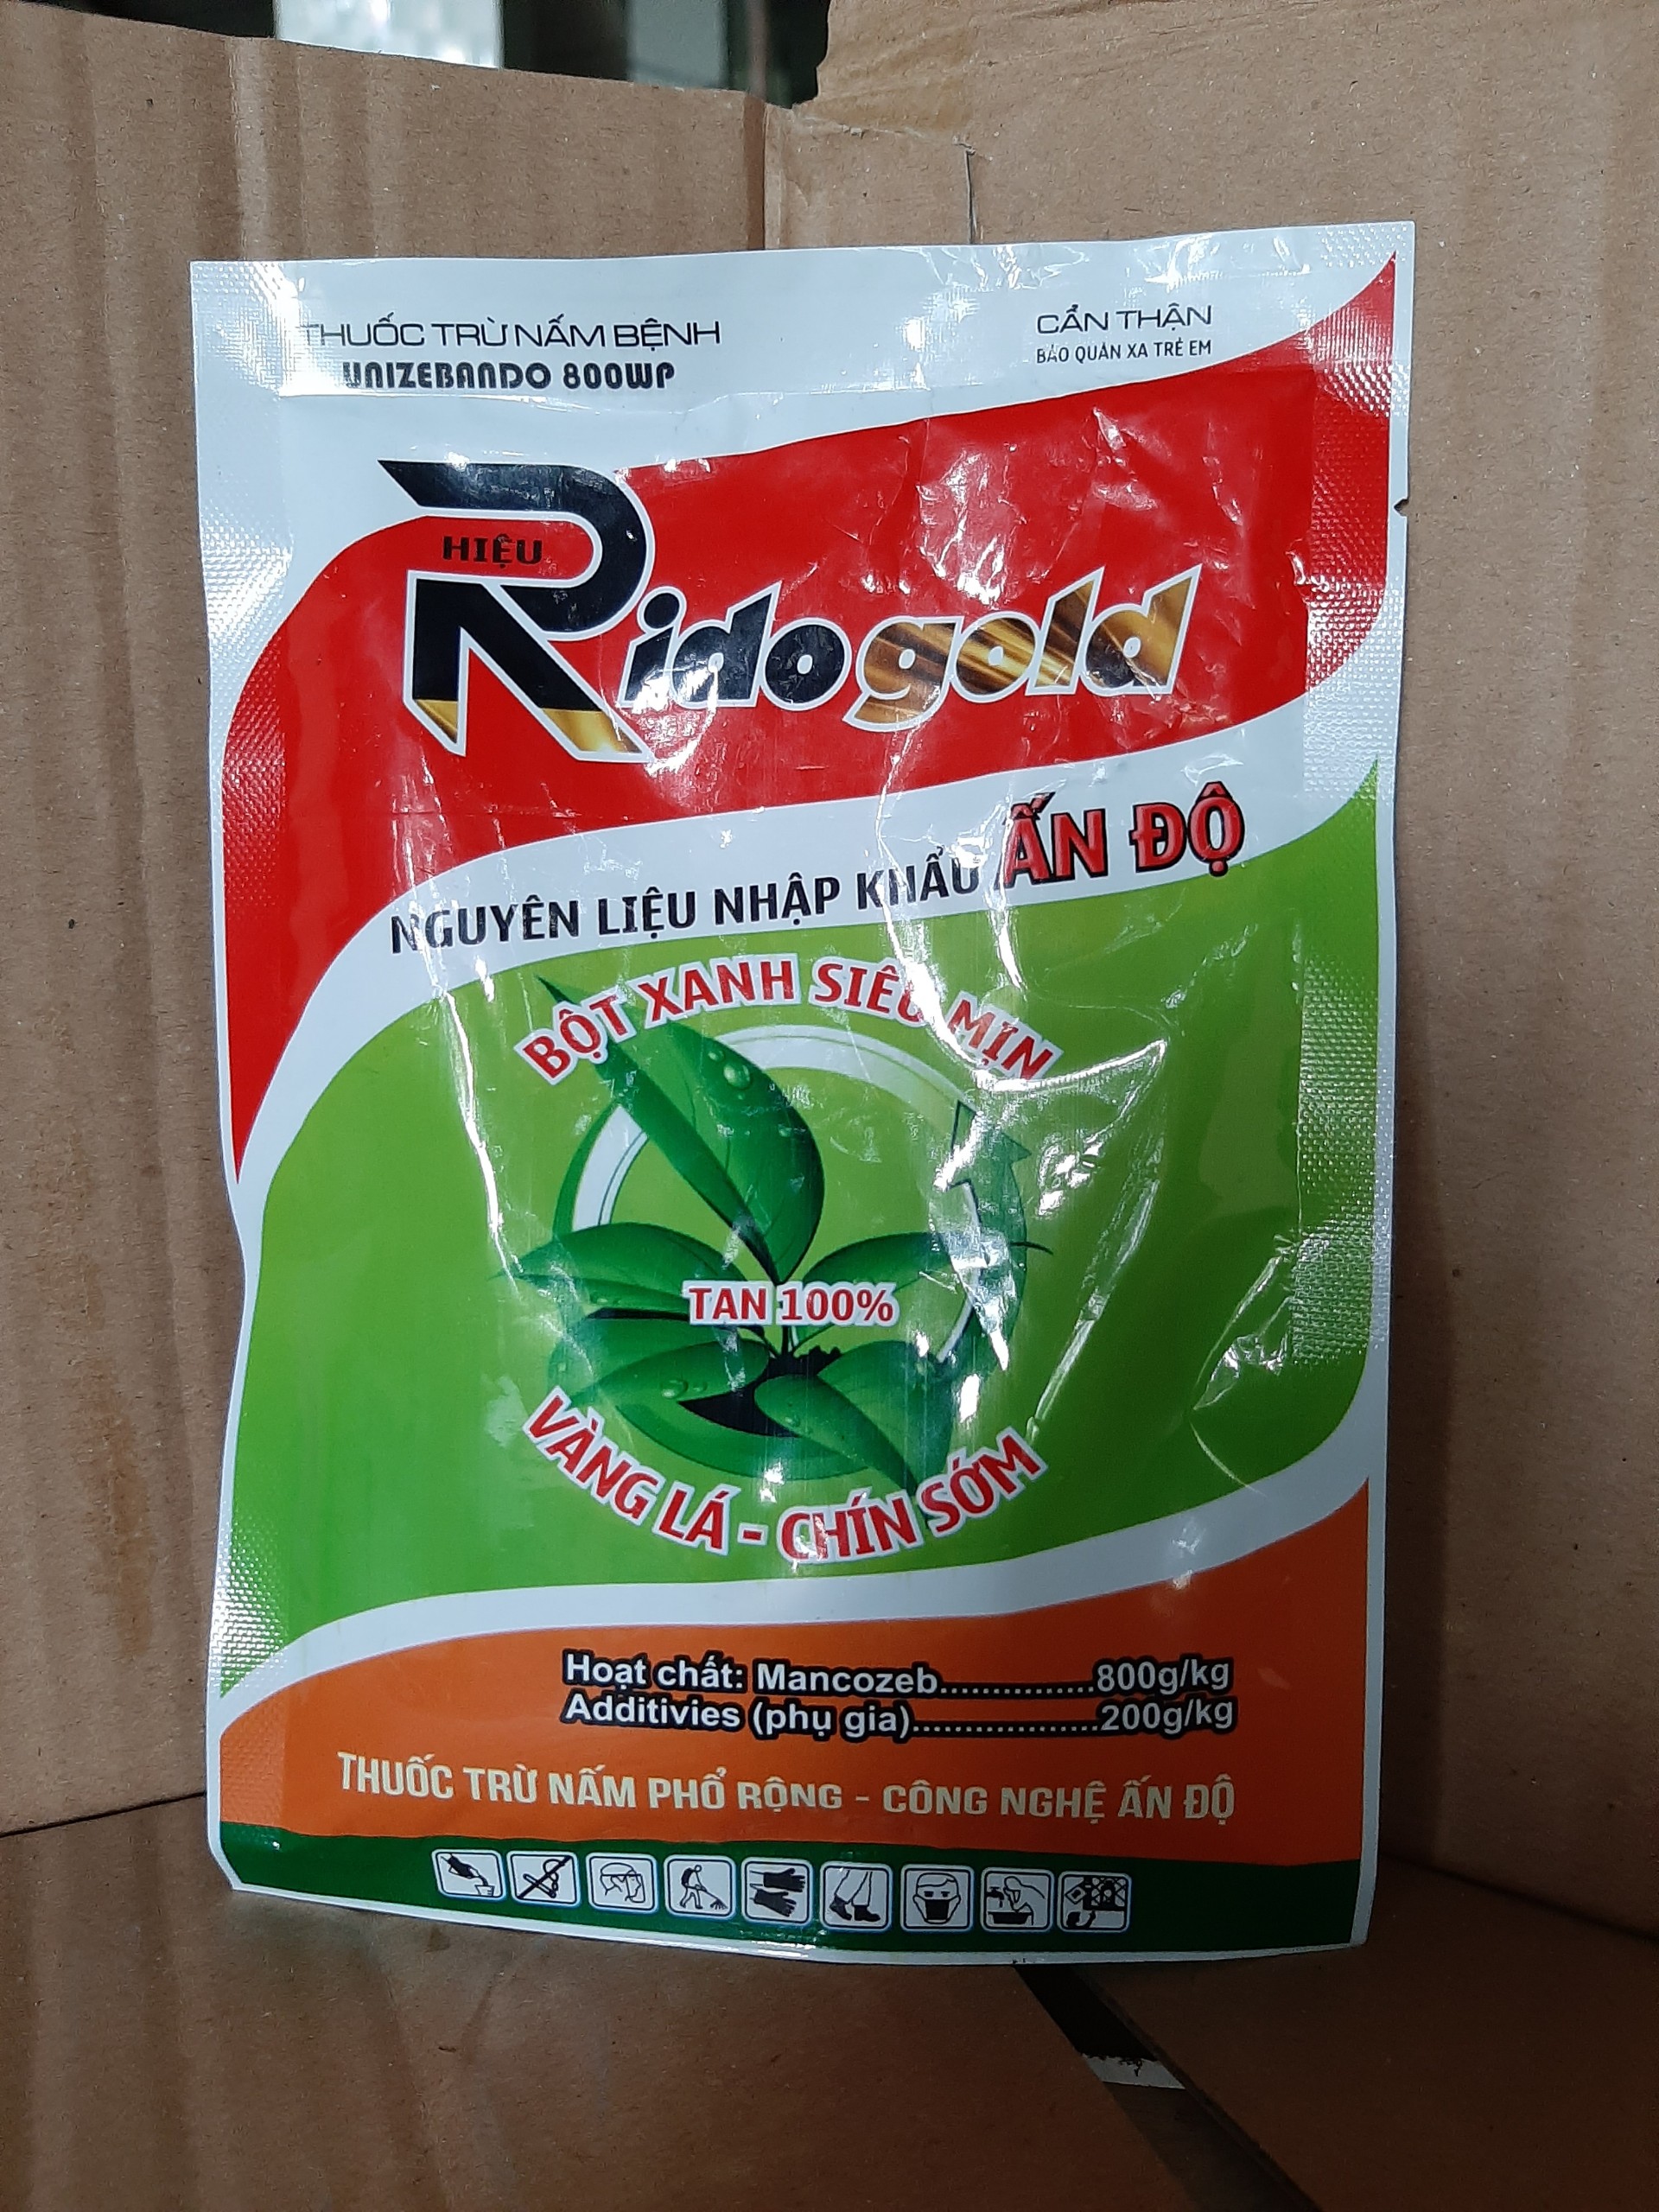 THUỐC TRỪ NẤM BỆNH
UNIZEBANDO 800WP
CẨN THẬN
BẢO QUẢN XA TRẺ EM
HIỆU
Ridogold
NGUYÊN LIỆU NHẬP KHẨU ẤN ĐỘ
BỘT XANH SIÊU MỊN
TAN 100%
VÀNG LÁ - CHÍN SỚM
Hoạt chất: Mancozeb...............800g/kg
Additivies (phụ gia)..................200g/kg
THUỐC TRỪ NẤM PHỔ RỘNG - CÔNG NGHỆ ẤN ĐỘ